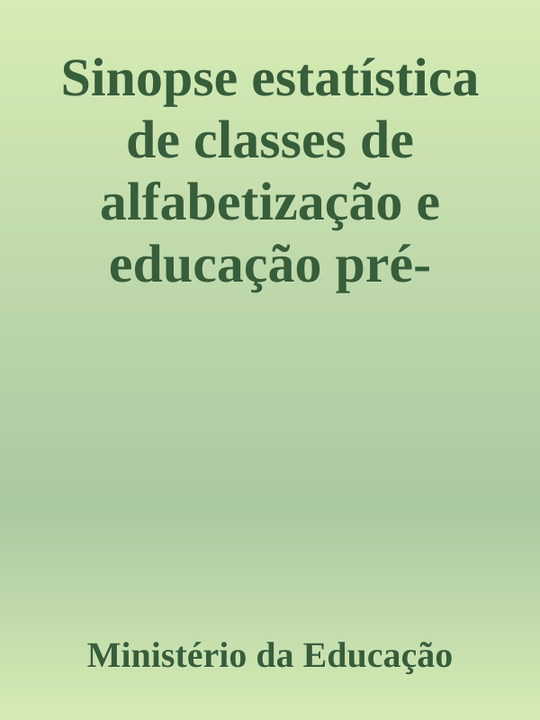 Sinopse estatística
de classes de
alfabetização e
educação pré-
Ministério da Educação